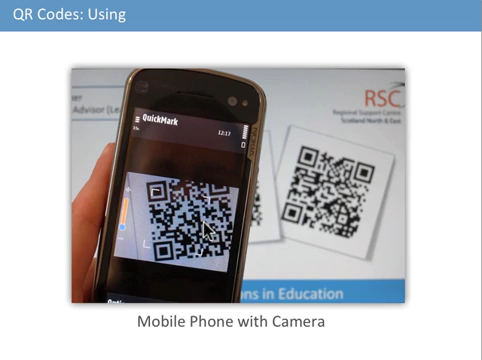 QR Codes: Using
Advisor (Le
RSC
Regional Support Centre
Scotland North & East
QuickMark
12:17
ons in Education
Mobile Phone with Camera